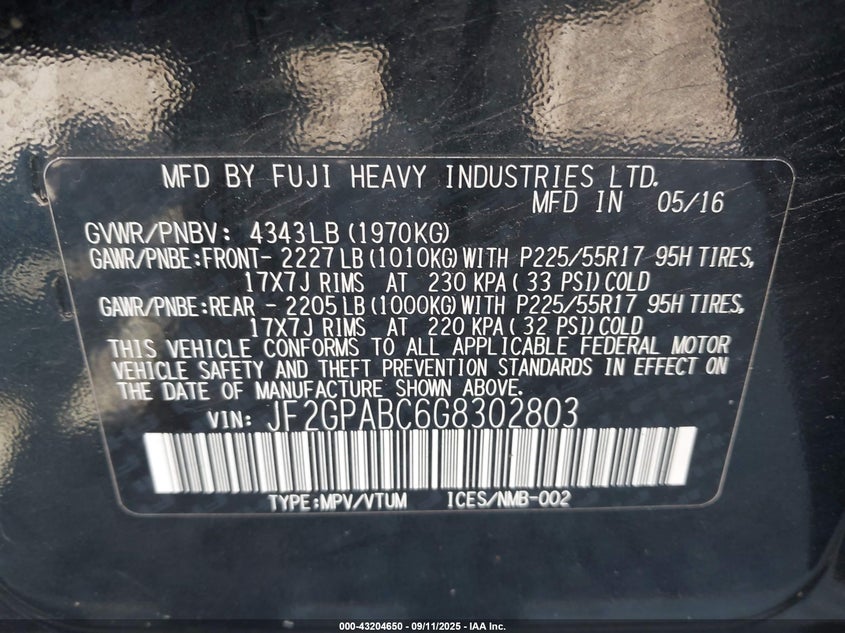 MFD BY FUJI HEAVY INDUSTRIES LTD.
MFD IN 05/16
GVWR/PNBV: 4343LB (1970KG)
GAWR/PNBE:FRONT- 2227LB (1010KG) WITH P225/55R17 95H TIRES,
17X7J RIMS AT 230 KPA ( 33 PSI) COLD
GAWR/PNBE:REAR - 2205LB (1000KG) WITH P225/55R17 95H TIRES,
17X7J RIMS AT 220 KPA ( 32 PSI) COLD
THIS VEHICLE CONFORMS TO ALL APPLICABLE FEDERAL MOTOR
VEHICLE SAFETY AND THEFT PREVENTION STANDARDS IN EFFECT ON
THE DATE OF MANUFACTURE SHOWN ABOVE.
VIN: JF2GPABC6G8302803
TYPE:MPV/VTUM ICES/NMB-002
000-43204650 - 09/11/2025 - IAA Inc.